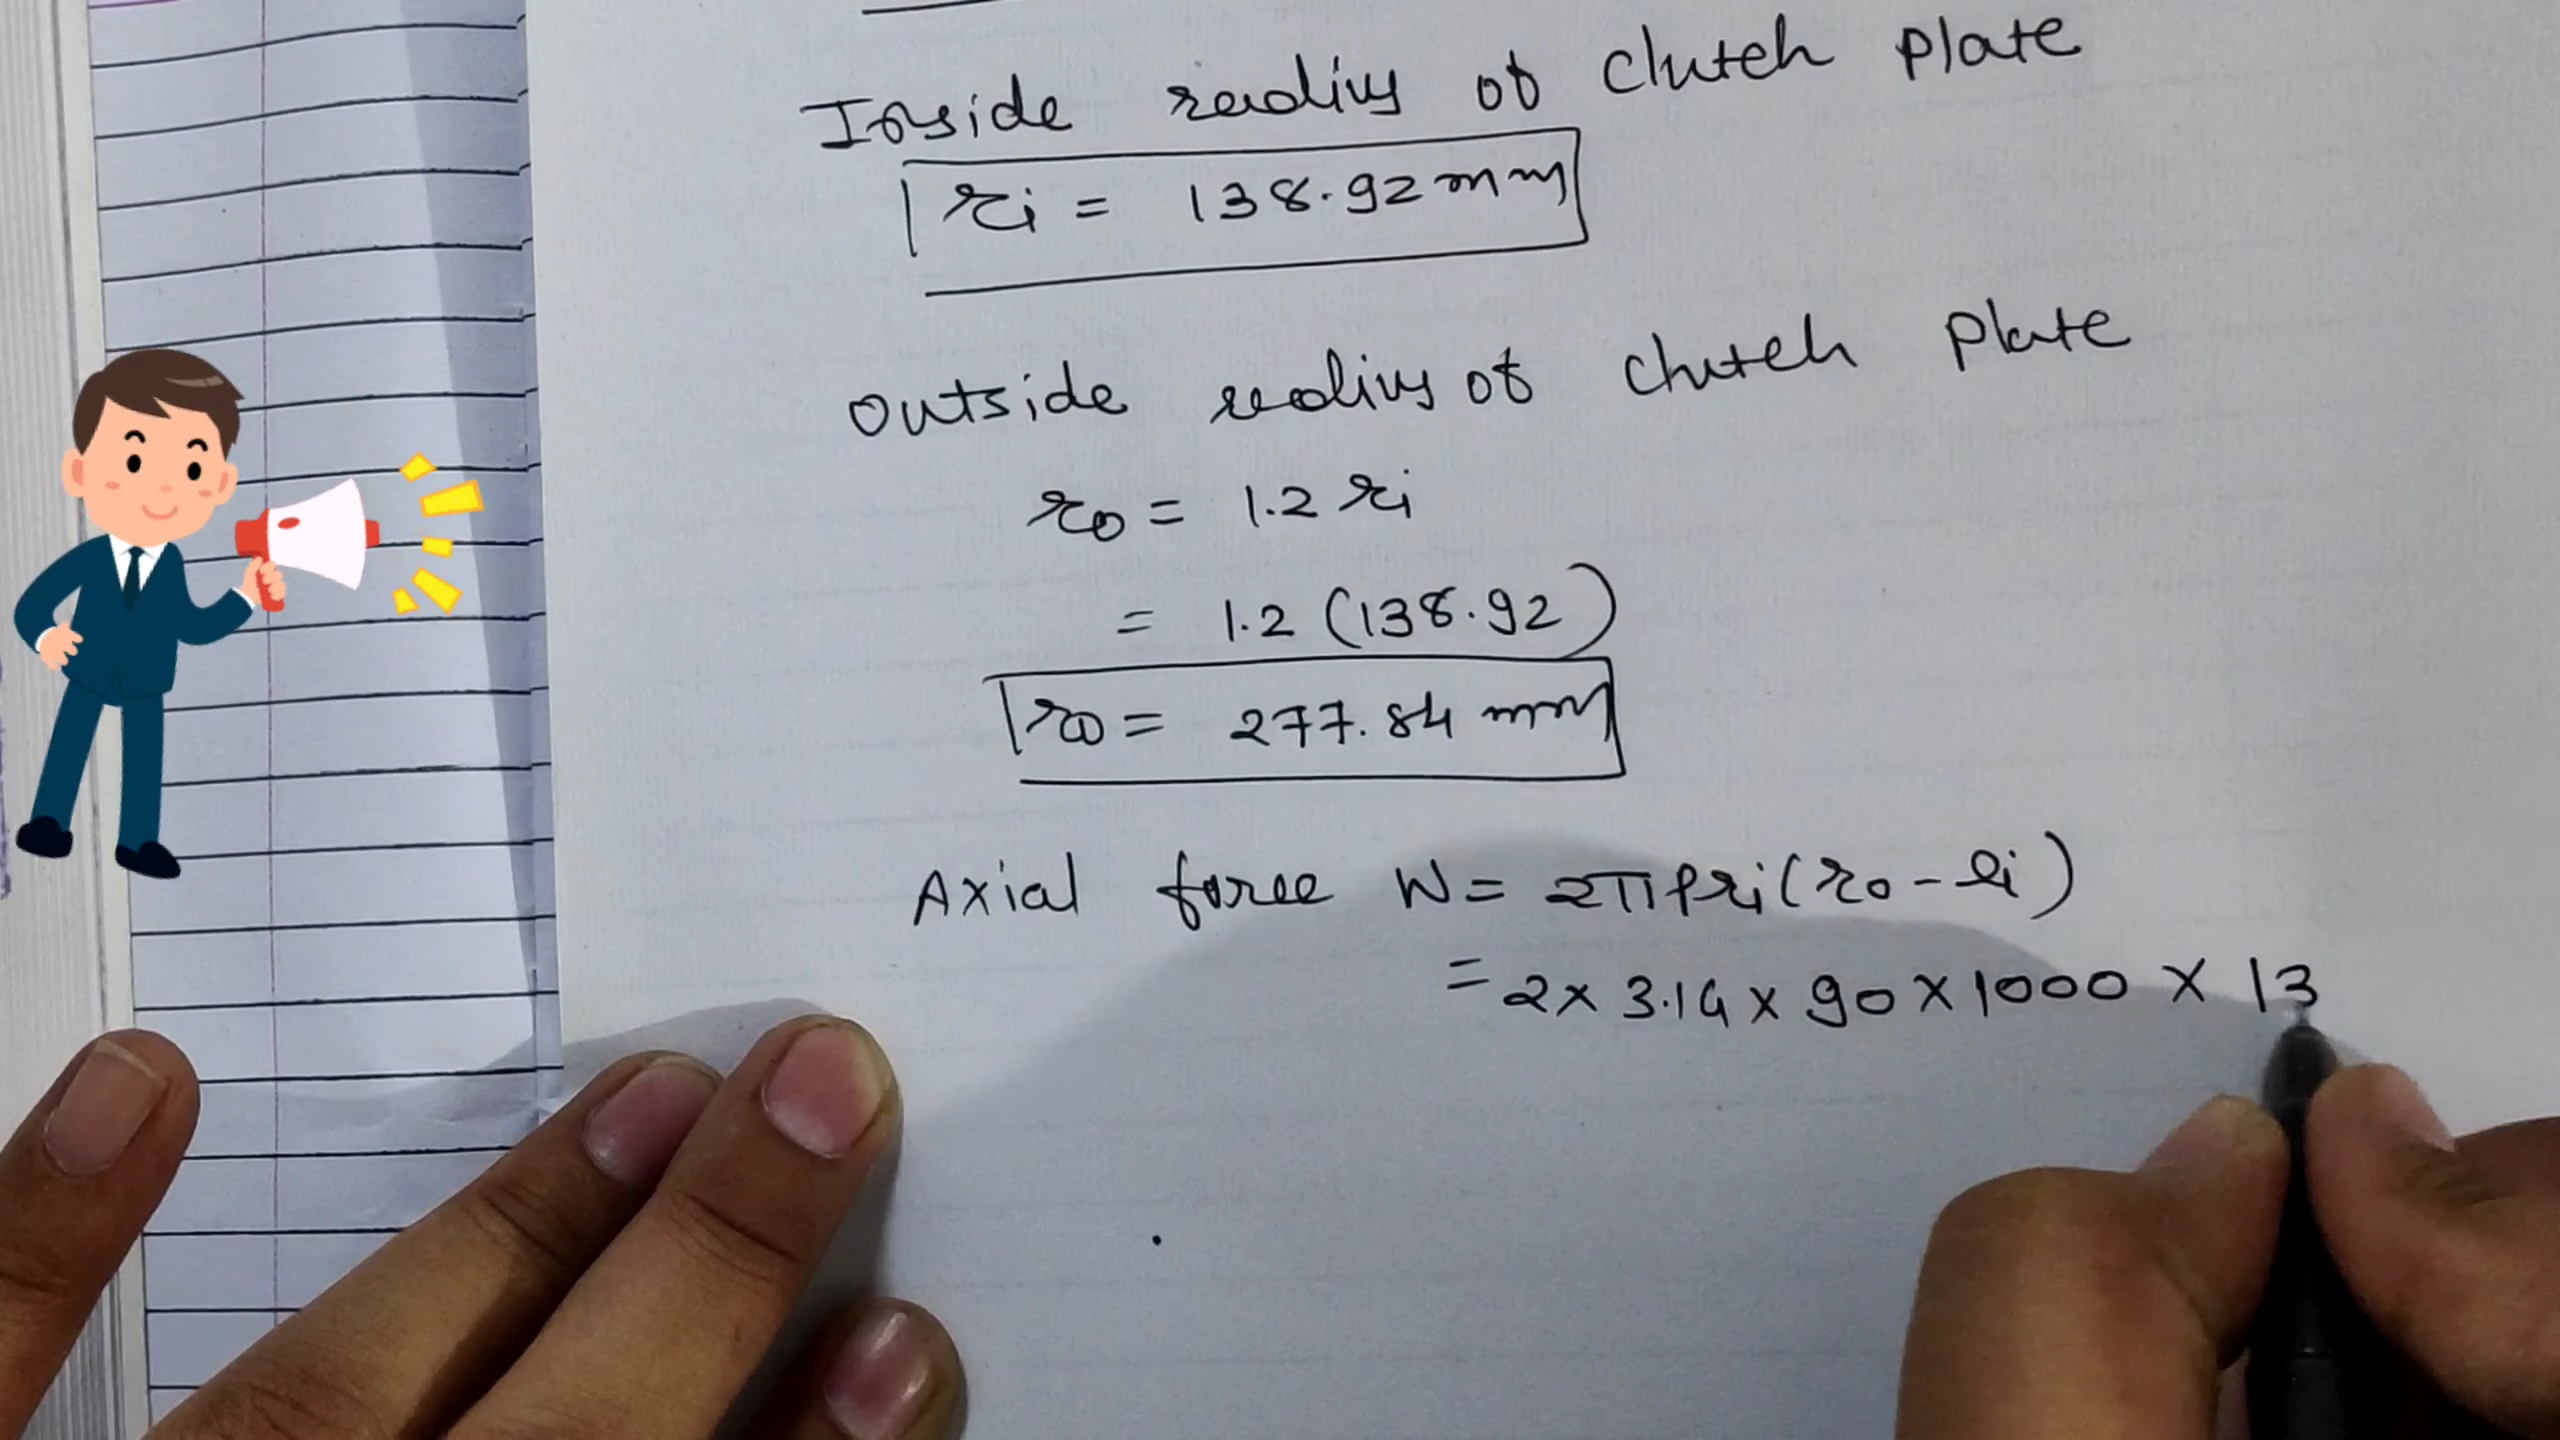 Inside radius of clutch plate
ri = 138.92 mm
Outside radius of clutch plate
ro = 1.2 ri
= 1.2 (138.92)
ro = 277.84 mm
Axial force W = 2πPri(ro-ri)
= 2 x 3.14 x 90 x 1000 x 13